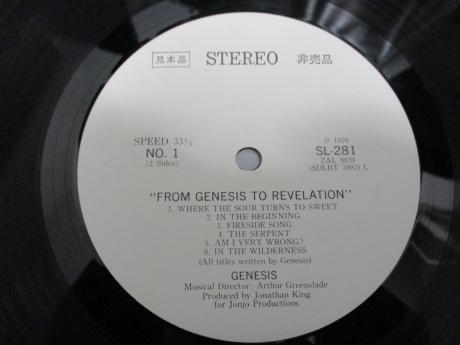 見本品 STEREO 非売品
SPEED 33⅓
NO. 1
(2 Sides)
℗ 1976
SL-281
ZAL 8839
(SDLBT 3882) L
"FROM GENESIS TO REVELATION"
1. WHERE THE SOUR TURNS TO SWEET
2. IN THE BEGINNING
3. FIRESIDE SONG
4. THE SERPENT
5. AM I VERY WRONG?
6. IN THE WILDERNESS
(All titles written by Genesis)
GENESIS
Musical Director : Arthur Greenslade
Produced by Jonathan King
for Jonjo Productions